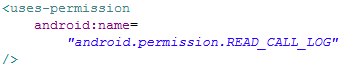 <uses-permission
android:name=
"android.permission.READ_CALL_LOG"
/>